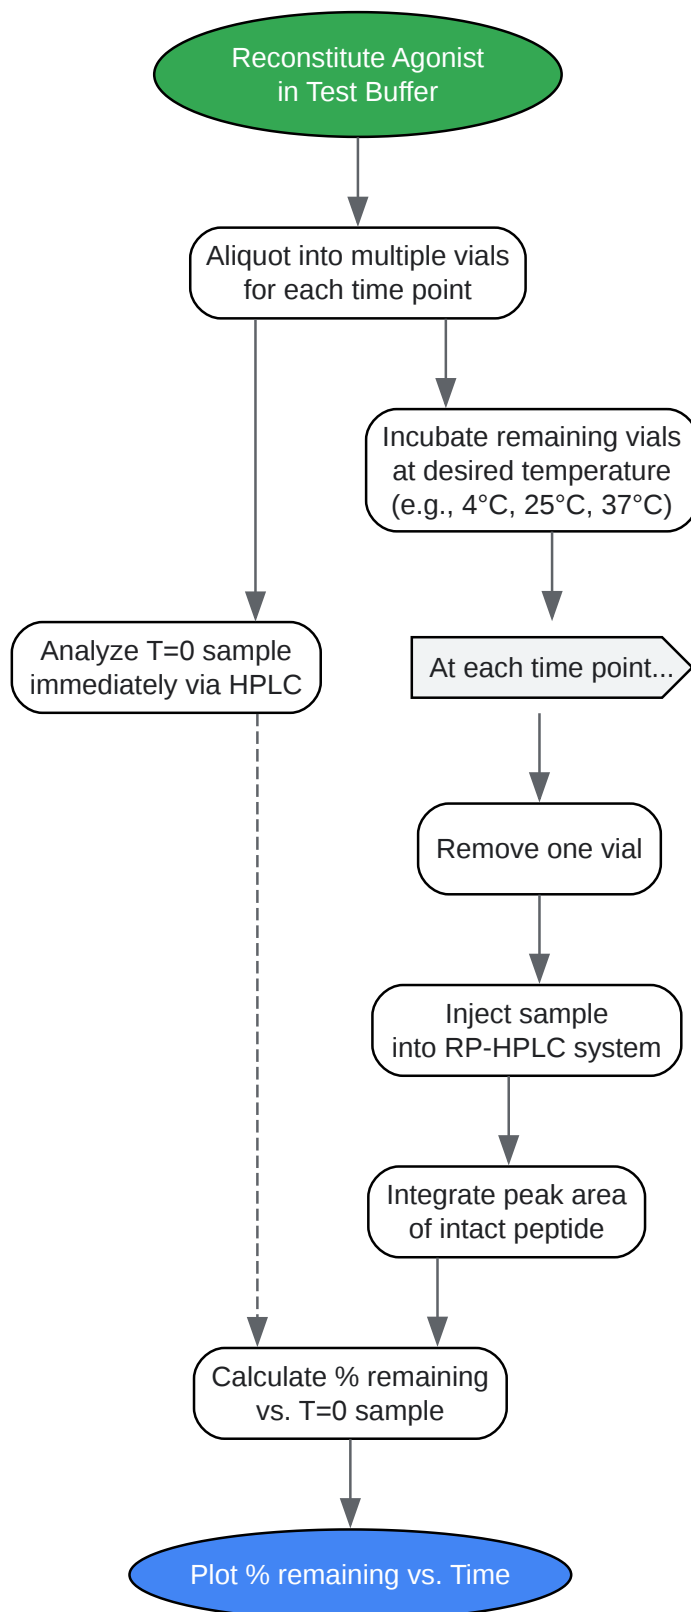 Reconstitute Agonist
in Test Buffer
Aliquot into multiple vials
for each time point
Incubate remaining vials
at desired temperature
(e.g., 4°C, 25°C, 37°C)
Analyze T=0 sample
immediately via HPLC
At each time point...
Remove one vial
Inject sample
into RP-HPLC system
Integrate peak area
of intact peptide
Calculate % remaining
vs. T=0 sample
Plot % remaining vs. Time